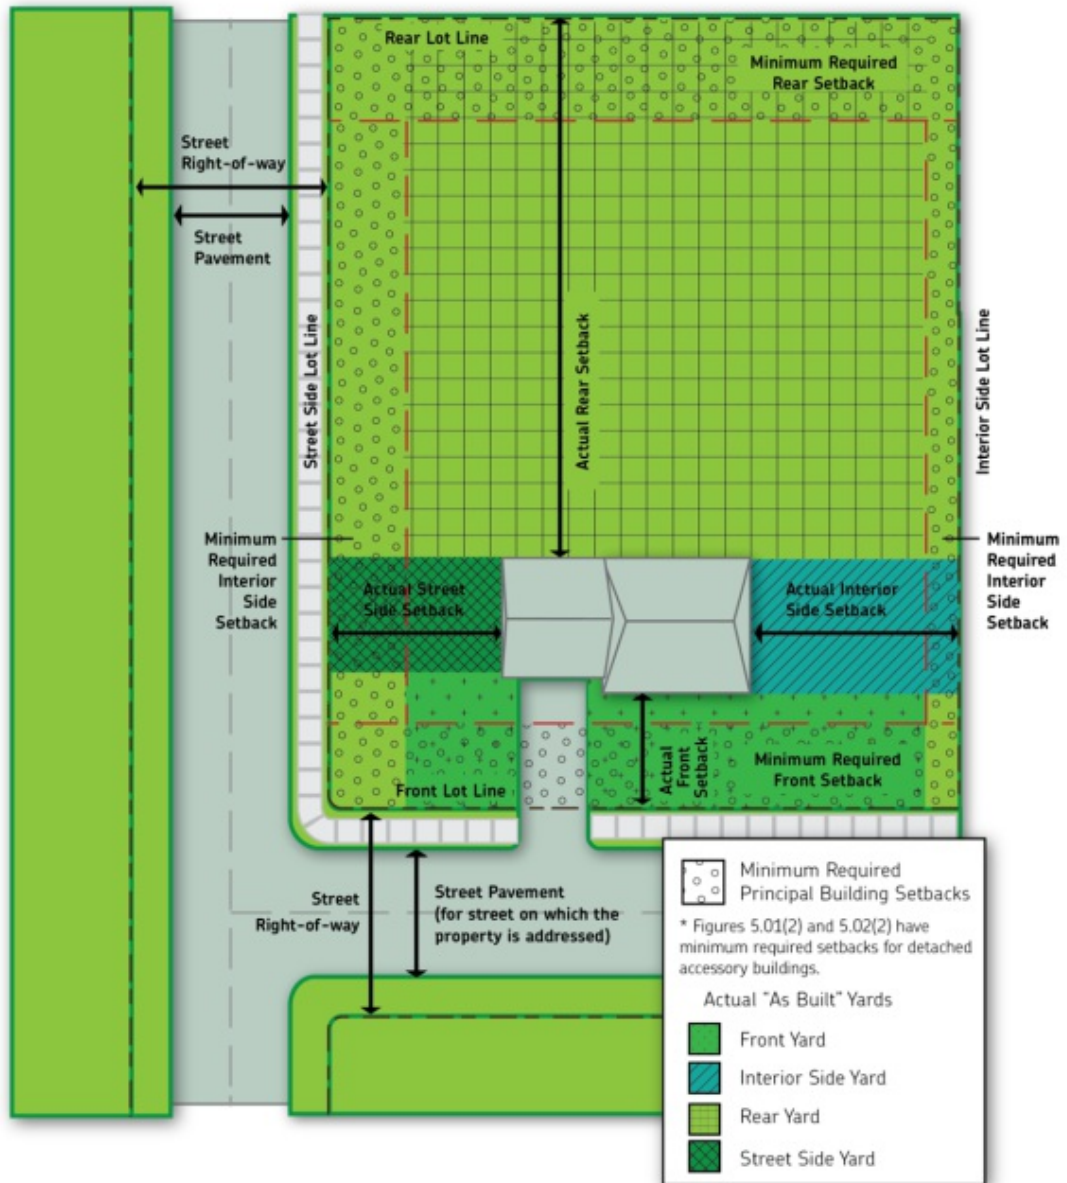 Rear Lot Line
Minimum Required
Rear Setback
Street
Right-of-way
Street
Pavement
Street Side Lot Line
Actual Rear Setback
Interior Side Lot Line
Minimum
Required
Interior
Side
Setback
Actual Street
Side Setback
Actual Interior
Side Setback
Minimum
Required
Interior
Side
Setback
Actual
Front
Setback
Minimum Required
Front Setback
Front Lot Line
Street
Right-of-way
Street Pavement
(for street on which the
property is addressed)
Minimum Required
Principal Building Setbacks
* Figures 5.01(2) and 5.02(2) have
minimum required setbacks for detached
accessory buildings.
Actual "As Built" Yards
Front Yard
Interior Side Yard
Rear Yard
Street Side Yard